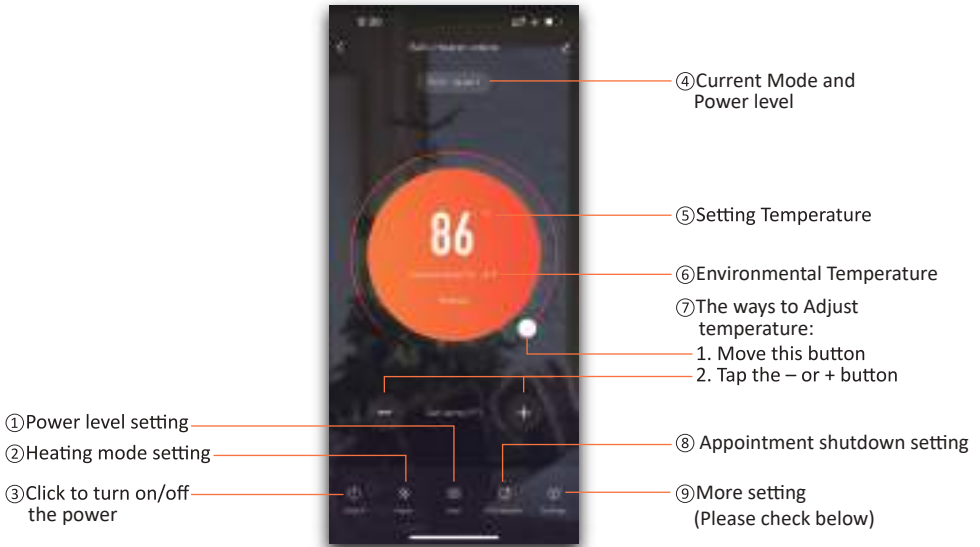 ④Current Mode and
Power level
86
⑤Setting Temperature
⑥Environmental Temperature
⑦The ways to Adjust
temperature:
1. Move this button
2. Tap the – or + button
①Power level setting
②Heating mode setting
③Click to turn on/off
the power
⑧ Appointment shutdown setting
⑨More setting
(Please check below)